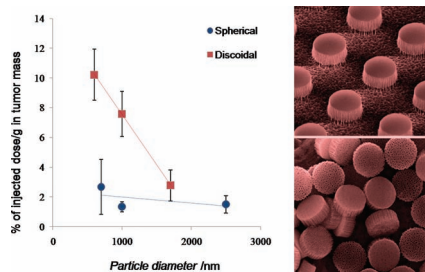 % of injected dose/g in tumor mass
14
12
10
8
6
4
2
0
Spherical
Discoidal
0 1000 2000 3000
Particle diameter /nm